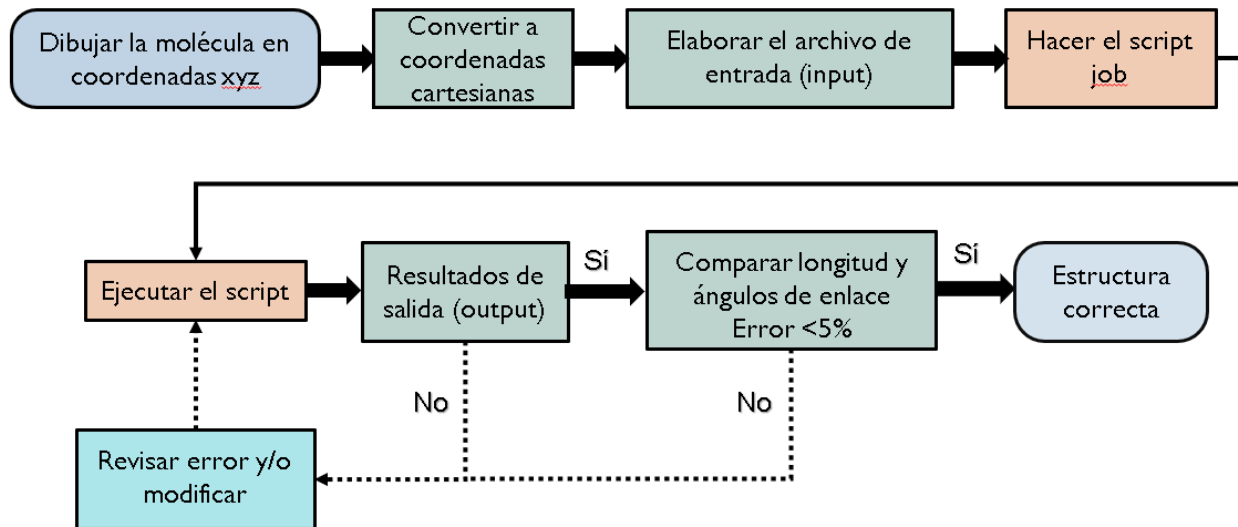 Dibujar la molécula en
coordenadas xyz
Convertir a
coordenadas
cartesianas
Elaborar el archivo de
entrada (input)
Hacer el script
job
Ejecutar el script
Resultados de
salida (output)
Sí
Comparar longitud y
ángulos de enlace
Error <5%
Sí
Estructura
correcta
No
No
Revisar error y/o
modificar